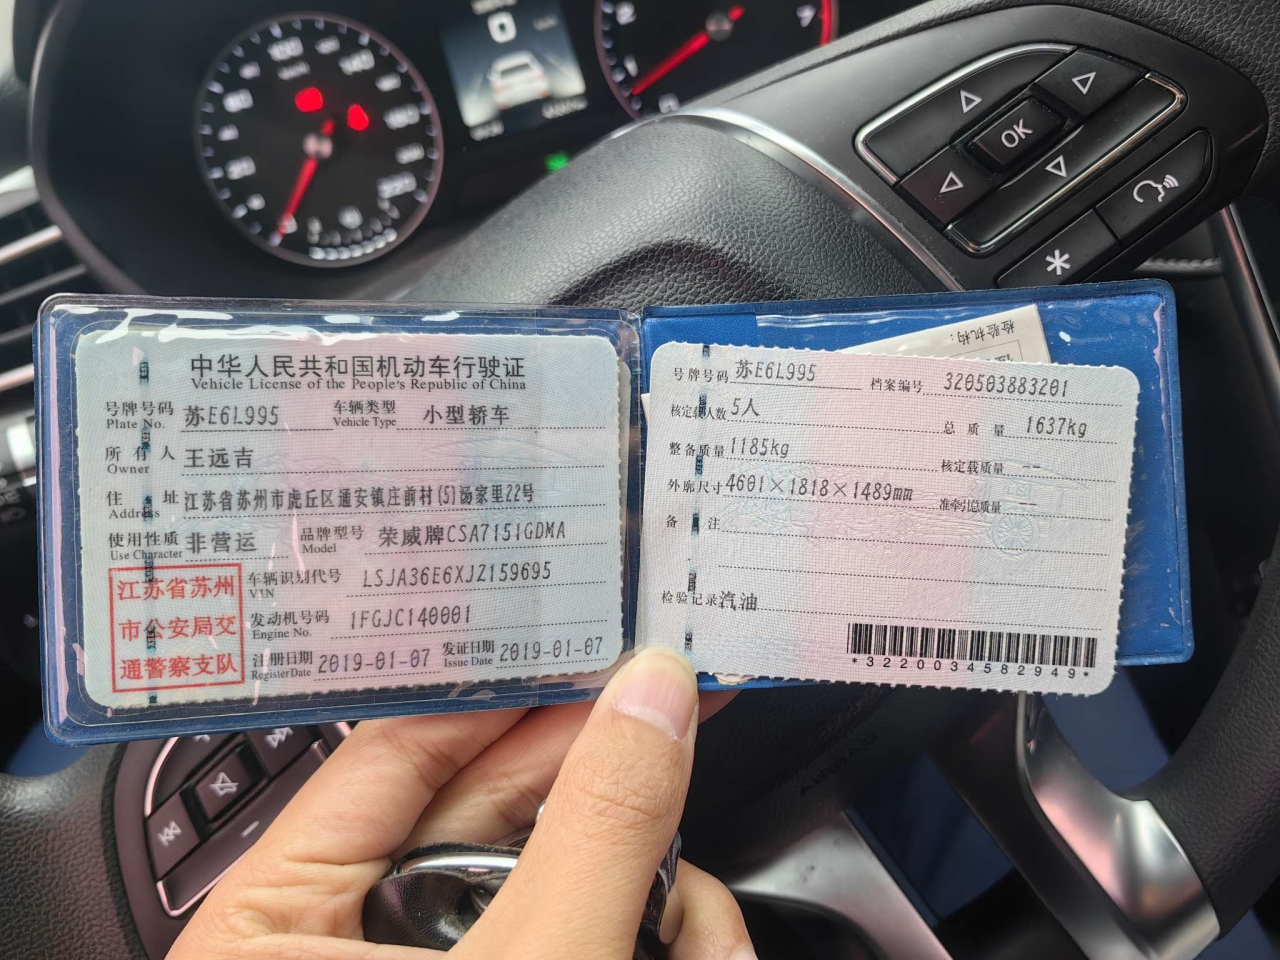 OK
*
中华人民共和国机动车行驶证
Vehicle License of the People's Republic of China
号牌号码 苏E6L995 车辆类型 小型轿车
Plate No. Vehicle Type
所有人 王远吉
Owner
住址 江苏省苏州市虎丘区通安镇庄前村(5)汤家里22号
Address
使用性质 非营运 品牌型号 荣威牌CSA7151GDMA
Use Character Model
江苏省苏州
市公安局交
通警察支队
车辆识别代号 LSJA36E6XJZ159695
VIN
发动机号码 1FGJC140001
Engine No.
注册日期 2019-01-07 发证日期 2019-01-07
Register Date Issue Date
检验机构:
号牌号码 苏E6L995 档案编号 320503883201
核定载人数 5人 总质量 1637kg
整备质量 1185kg 核定载质量 --
外廓尺寸 4601×1818×1489mm 准牵引总质量 --
备注
检验记录 汽油
*3220034582949*